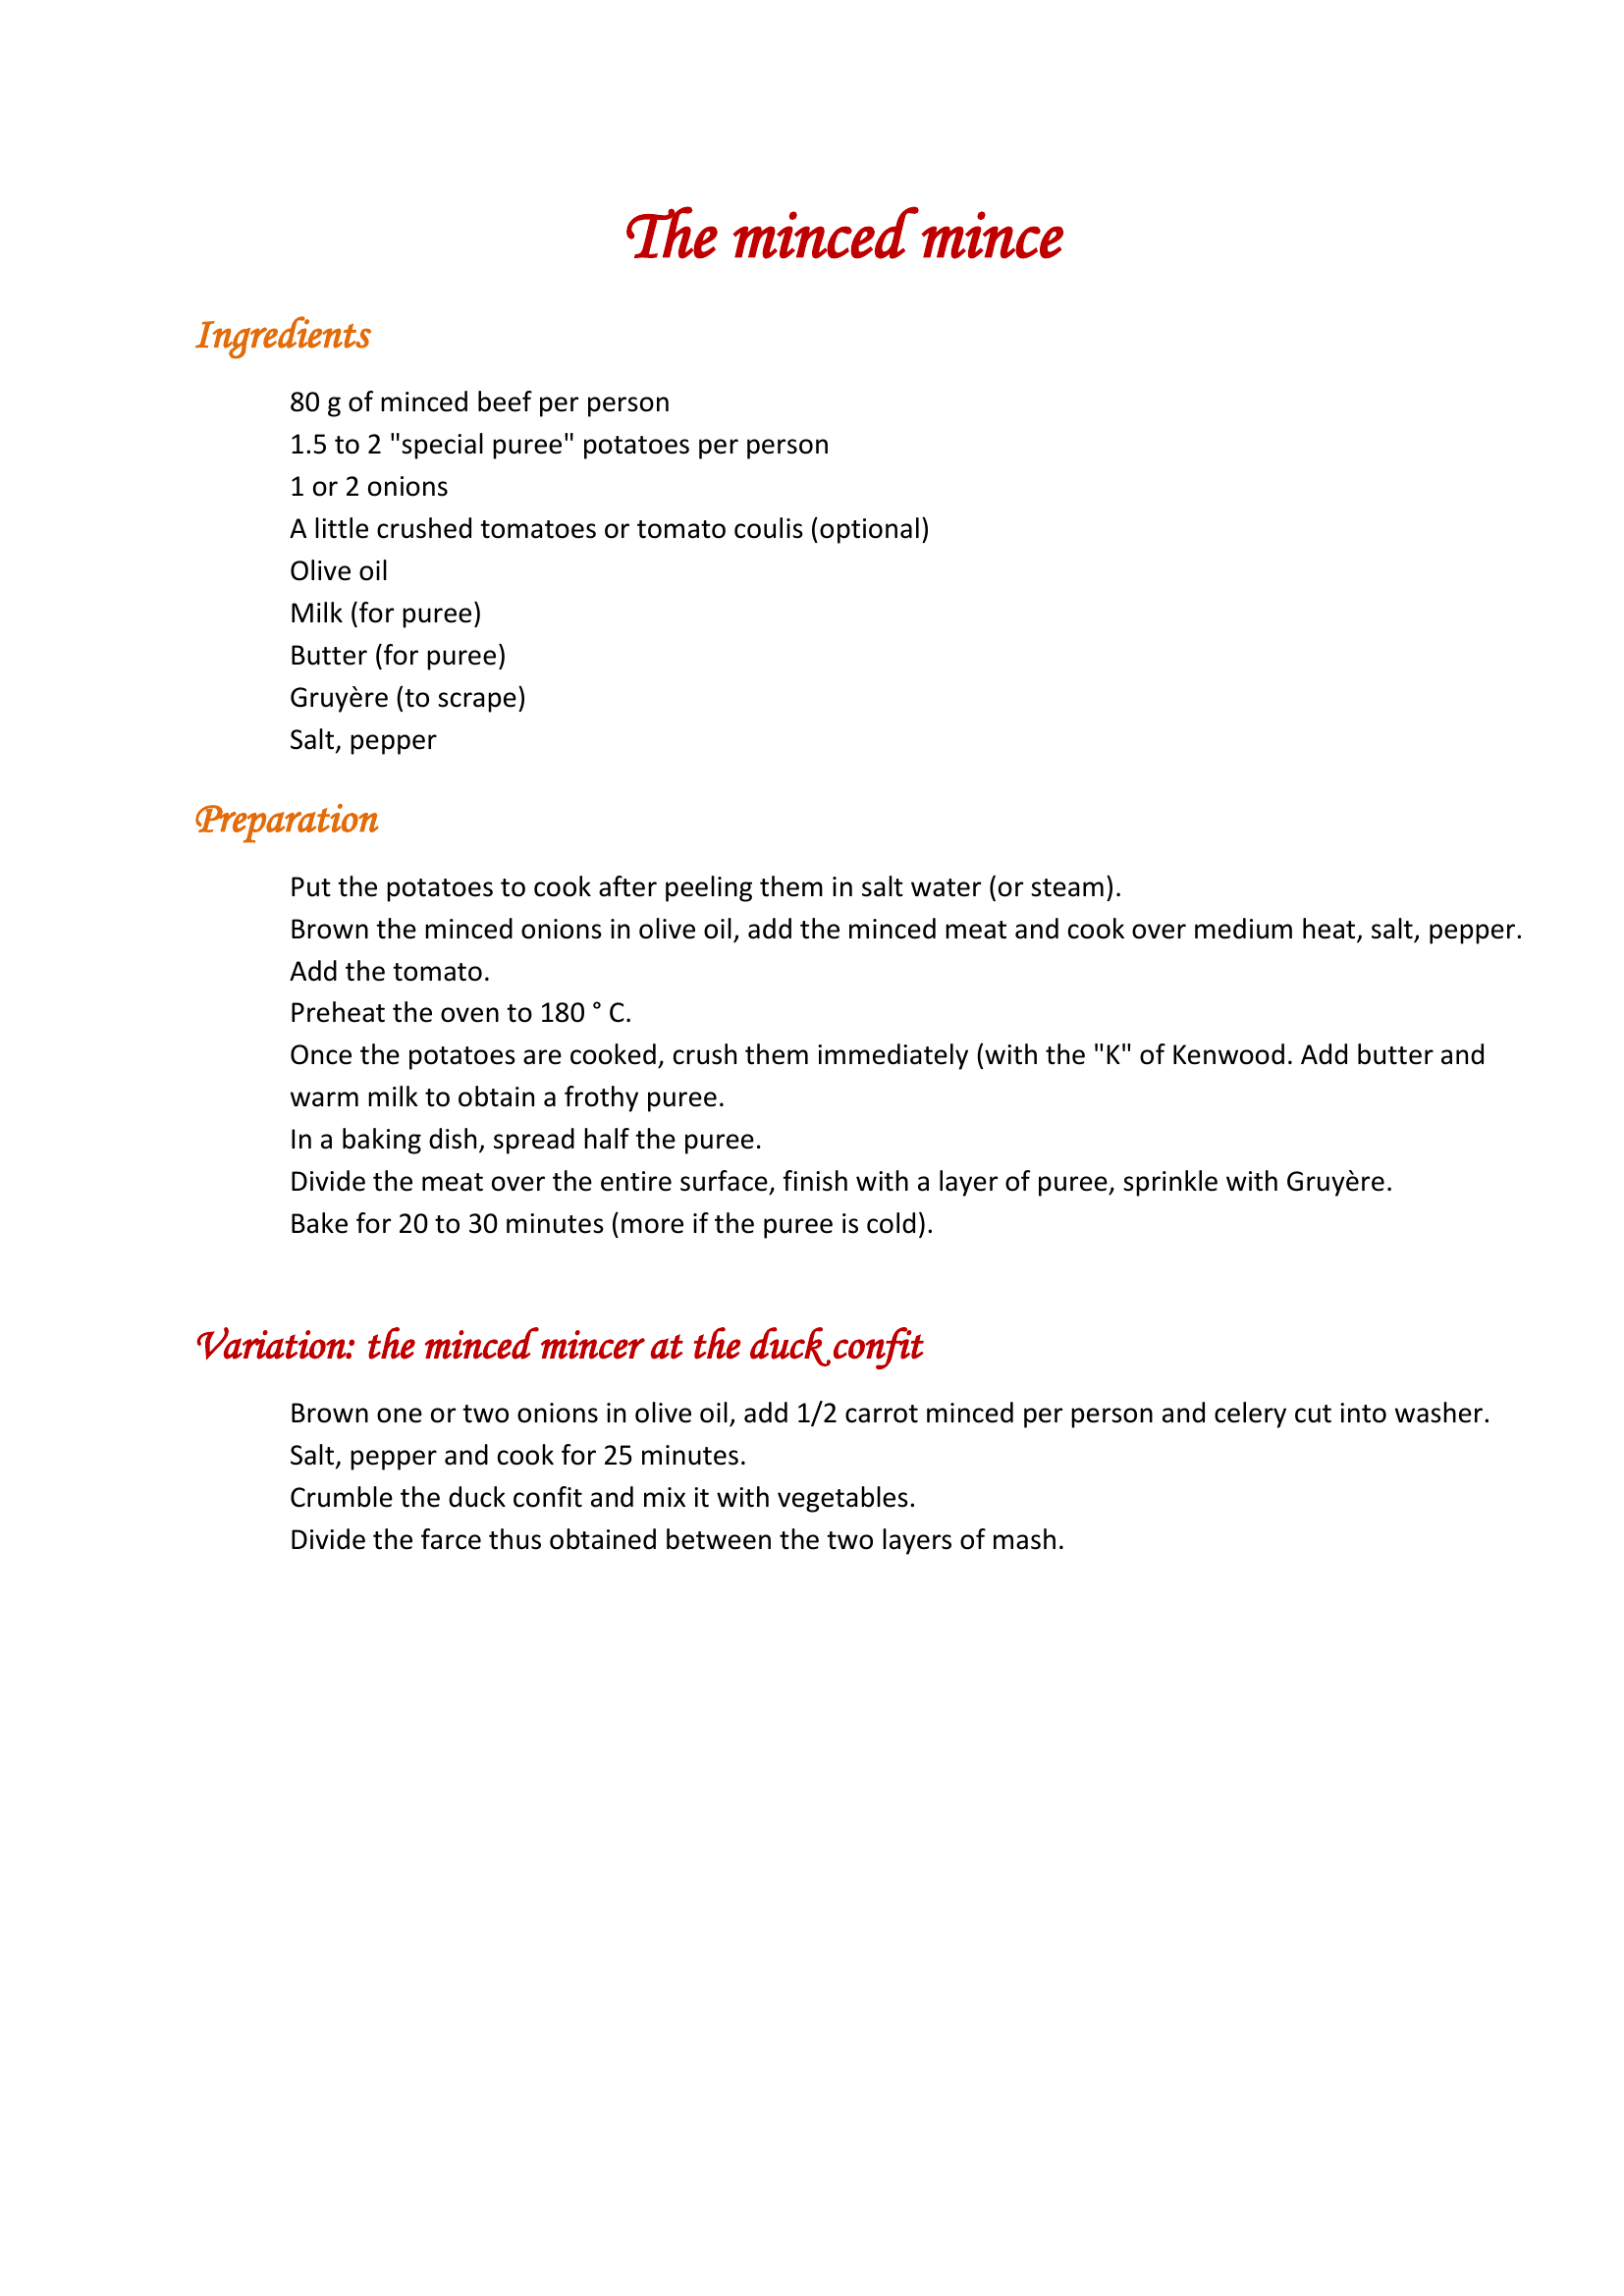 The minced mince
Ingredients
80 g of minced beef per person
1.5 to 2 "special puree" potatoes per person
1 or 2 onions
A little crushed tomatoes or tomato coulis (optional)
Olive oil
Milk (for puree)
Butter (for puree)
Gruyère (to scrape)
Salt, pepper
Preparation
Put the potatoes to cook after peeling them in salt water (or steam).
Brown the minced onions in olive oil, add the minced meat and cook over medium heat, salt, pepper.
Add the tomato.
Preheat the oven to 180 ° C.
Once the potatoes are cooked, crush them immediately (with the "K" of Kenwood. Add butter and
warm milk to obtain a frothy puree.
In a baking dish, spread half the puree.
Divide the meat over the entire surface, finish with a layer of puree, sprinkle with Gruyère.
Bake for 20 to 30 minutes (more if the puree is cold).
Variation: the minced mincer at the duck confit
Brown one or two onions in olive oil, add 1/2 carrot minced per person and celery cut into washer.
Salt, pepper and cook for 25 minutes.
Crumble the duck confit and mix it with vegetables.
Divide the farce thus obtained between the two layers of mash.